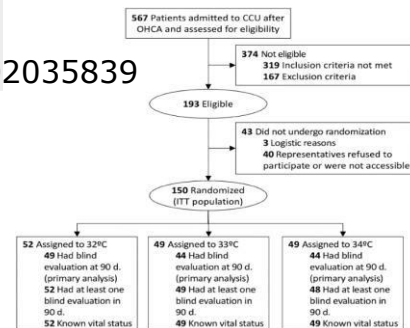 567 Patients admitted to CCU after
OHCA and assessed for eligibility
374 Not eligible
319 Inclusion criteria not met
167 Exclusion criteria
2035839
193 Eligible
43 Did not undergo randomization
3 Logistic reasons
40 Representatives refused to
participate or were not accessible
150 Randomized
(ITT population)
52 Assigned to 32ºC
49 Had blind
evaluation at 90 d.
(primary analysis)
52 Had at least one
blind evaluation in
90 d.
52 Known vital status
49 Assigned to 33ºC
44 Had blind
evaluation at 90 d.
(primary analysis)
49 Had at least one
blind evaluation in
90 d.
49 Known vital status
49 Assigned to 34ºC
44 Had blind
evaluation at 90 d.
(primary analysis)
48 Had at least one
blind evaluation in
90 d.
49 Known vital status